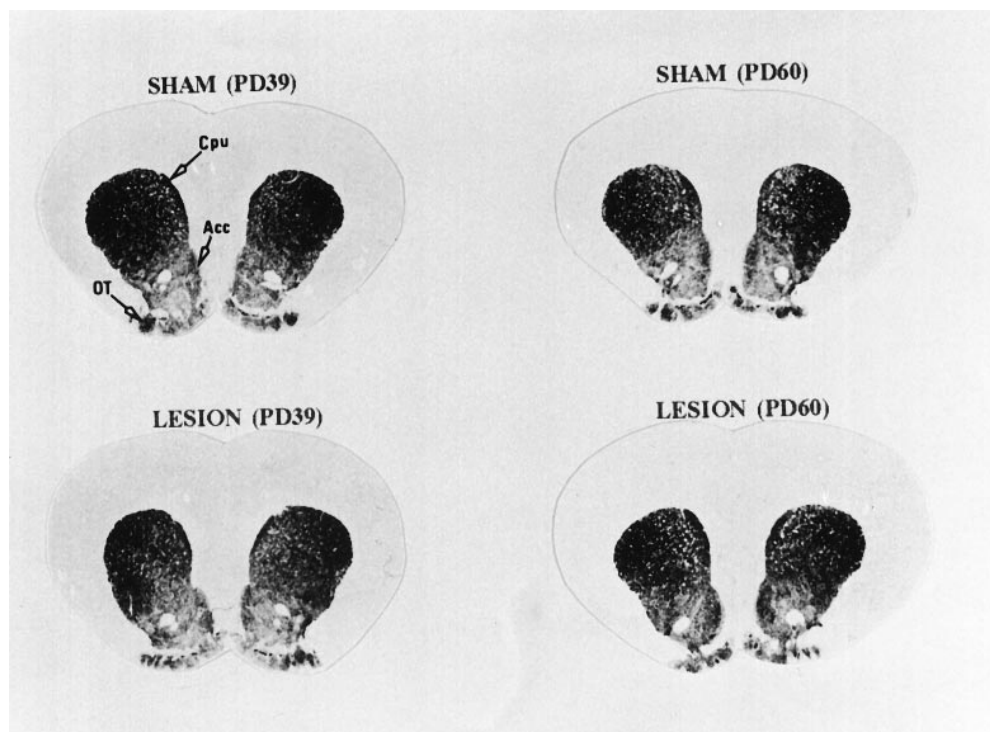 SHAM (PD39)
SHAM (PD60)
Cpu
Acc
OT
LESION (PD39)
LESION (PD60)